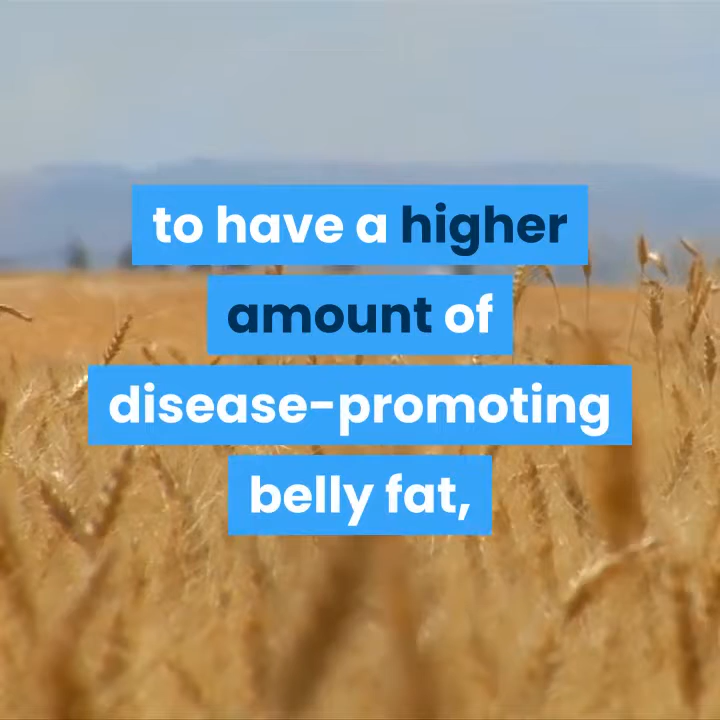 to have a higher
amount of
disease-promoting
belly fat,